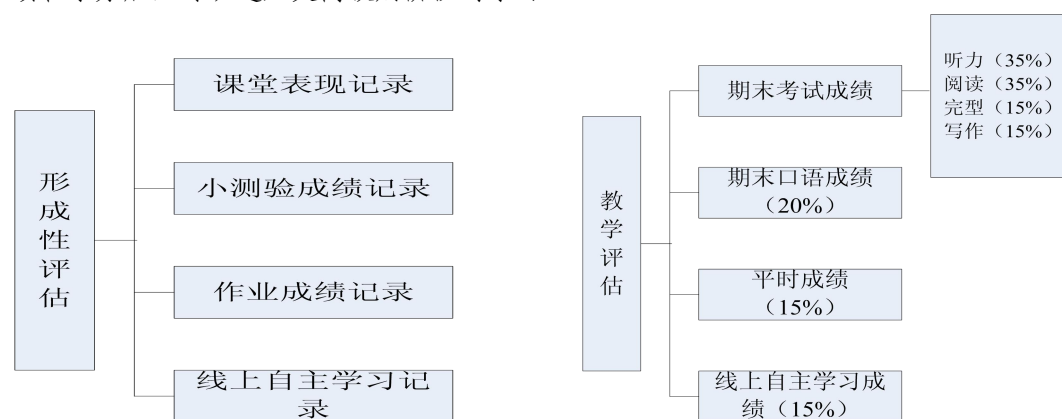 形
成
性
评
估
课堂表现记录
小测验成绩记录
作业成绩记录
线上自主学习记
录
教
学
评
估
期末考试成绩
期末口语成绩
（20%）
平时成绩
（15%）
线上自主学习成
绩（15%）
听力（35%）
阅读（35%）
完型（15%）
写作（15%）